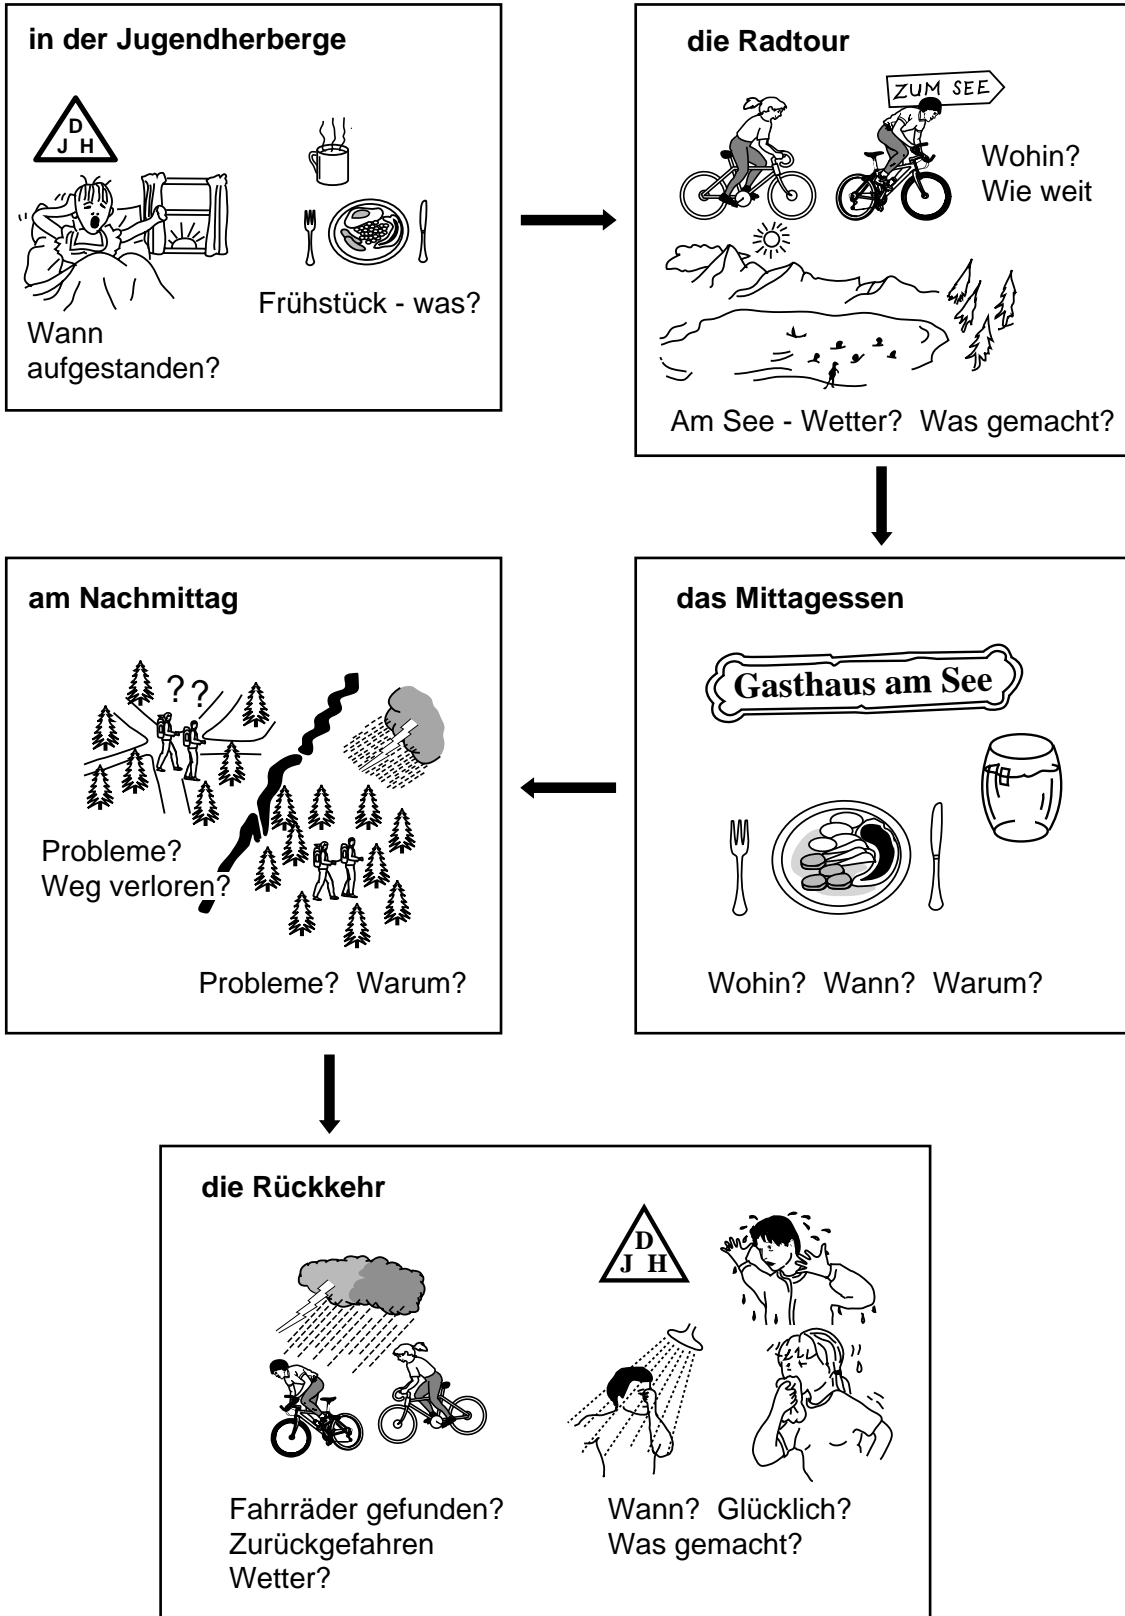 in der Jugendherberge
D
J H
Wann
aufgestanden?
Frühstück - was?
die Radtour
ZUM SEE
Wohin?
Wie weit
Am See - Wetter? Was gemacht?
das Mittagessen
Gasthaus am See
Wohin? Wann? Warum?
am Nachmittag
? ?
Probleme?
Weg verloren?
Probleme? Warum?
die Rückkehr
Fahrräder gefunden?
Zurückgefahren
Wetter?
D
J H
Wann? Glücklich?
Was gemacht?